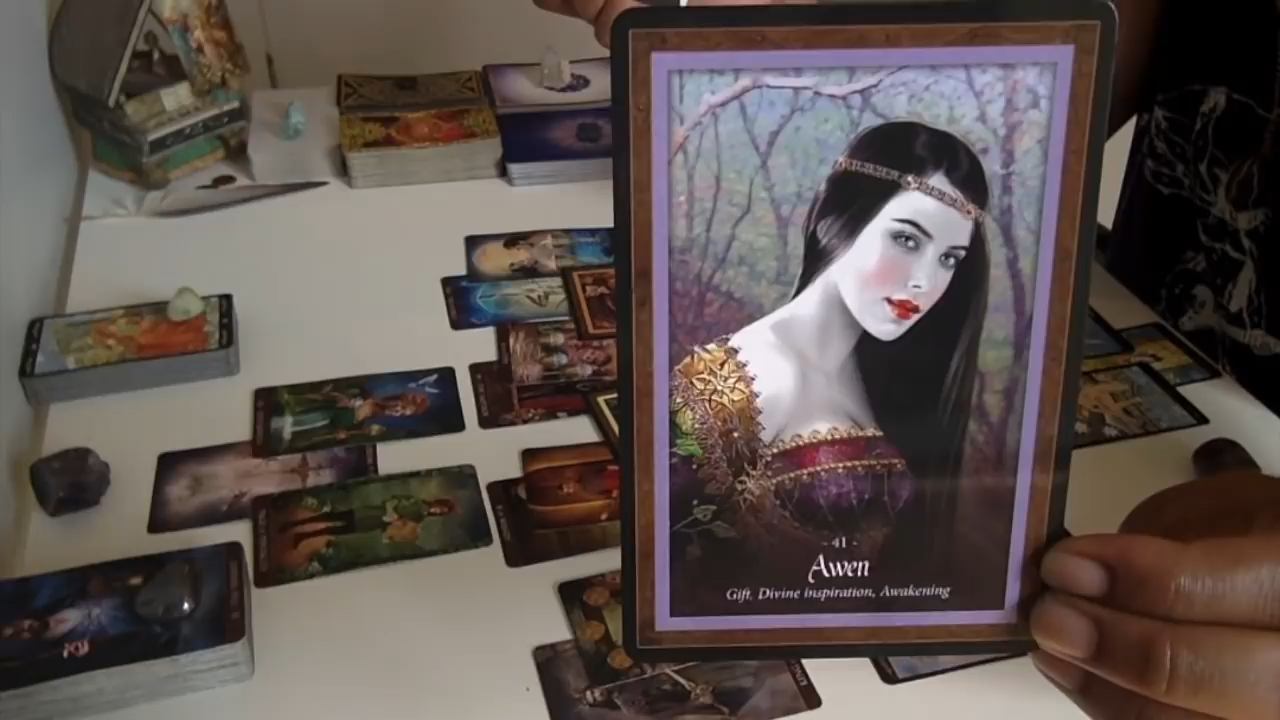 - 41 -
Awen
Gift, Divine inspiration, Awakening